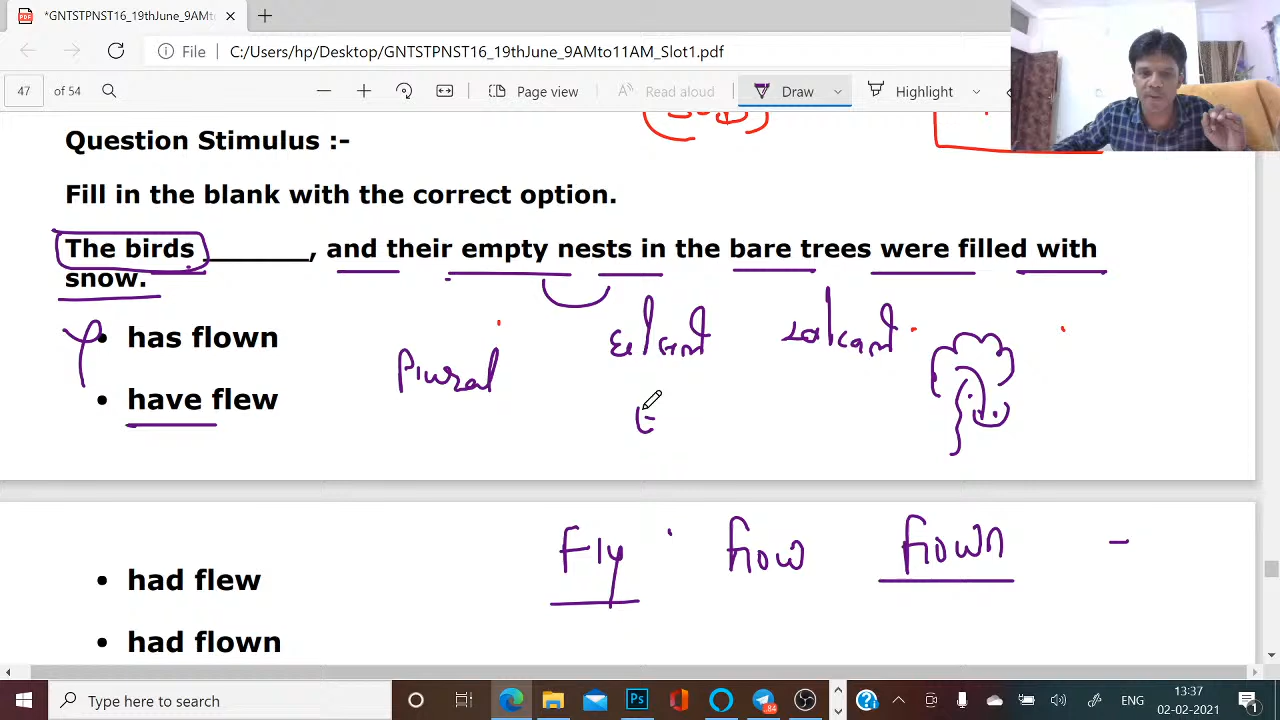 *GNTSTPNST16_19thJune_9AMto
File C:/Users/hp/Desktop/GNTSTPNST16_19thJune_9AMto11AM_Slot1.pdf
47 of 54 Page view Read aloud Draw Highlight
Question Stimulus :-
Fill in the blank with the correct option.
The birds ________, and their empty nests in the bare trees were filled with
snow.
• has flown
Plural
• have flew
Fly flow flown -
• had flew
• had flown
Type here to search
84
ENG
13:37
02-02-2021
1